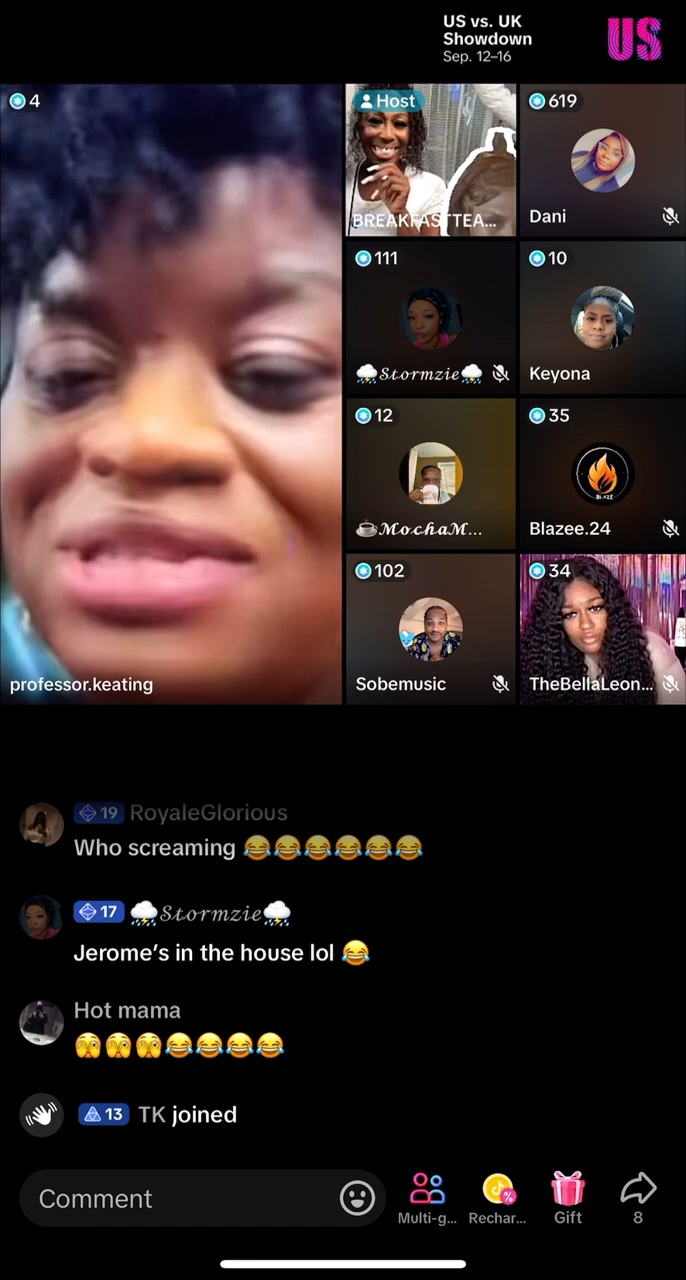 US vs. UK
Showdown
Sep. 12–16
US
4
Host
BREAKFASTTEA...
619
Dani
111
🌧️𝓢𝓽𝓸𝓻𝓶𝔃𝓲𝓮🌧️
10
Keyona
12
☕𝓜𝓸𝓬𝓱𝓪𝓜...
35
BLAZE
Blazee.24
102
Sobemusic
34
TheBellaLeon...
professor.keating
19 RoyaleGlorious
Who screaming 😂😂😂😂😂😂
17 🌧️𝓢𝓽𝓸𝓻𝓶𝔃𝓲𝓮🌧️
Jerome’s in the house lol 😂
Hot mama
🫣🫣🫣😂😂😂😂
13 TK joined
Comment
Multi-g...
Rechar...
Gift
8